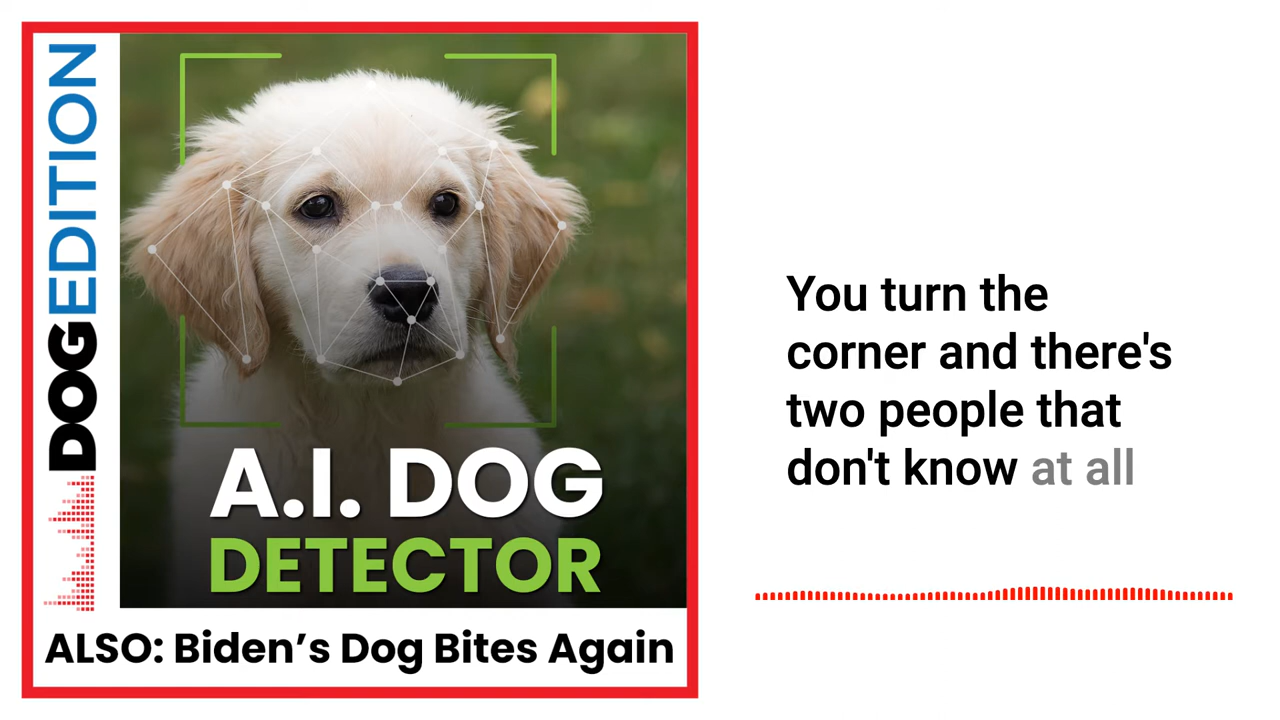 DOGEDITION
A.I. DOG
DETECTOR
ALSO: Biden’s Dog Bites Again
You turn the
corner and there's
two people that
don't know at all